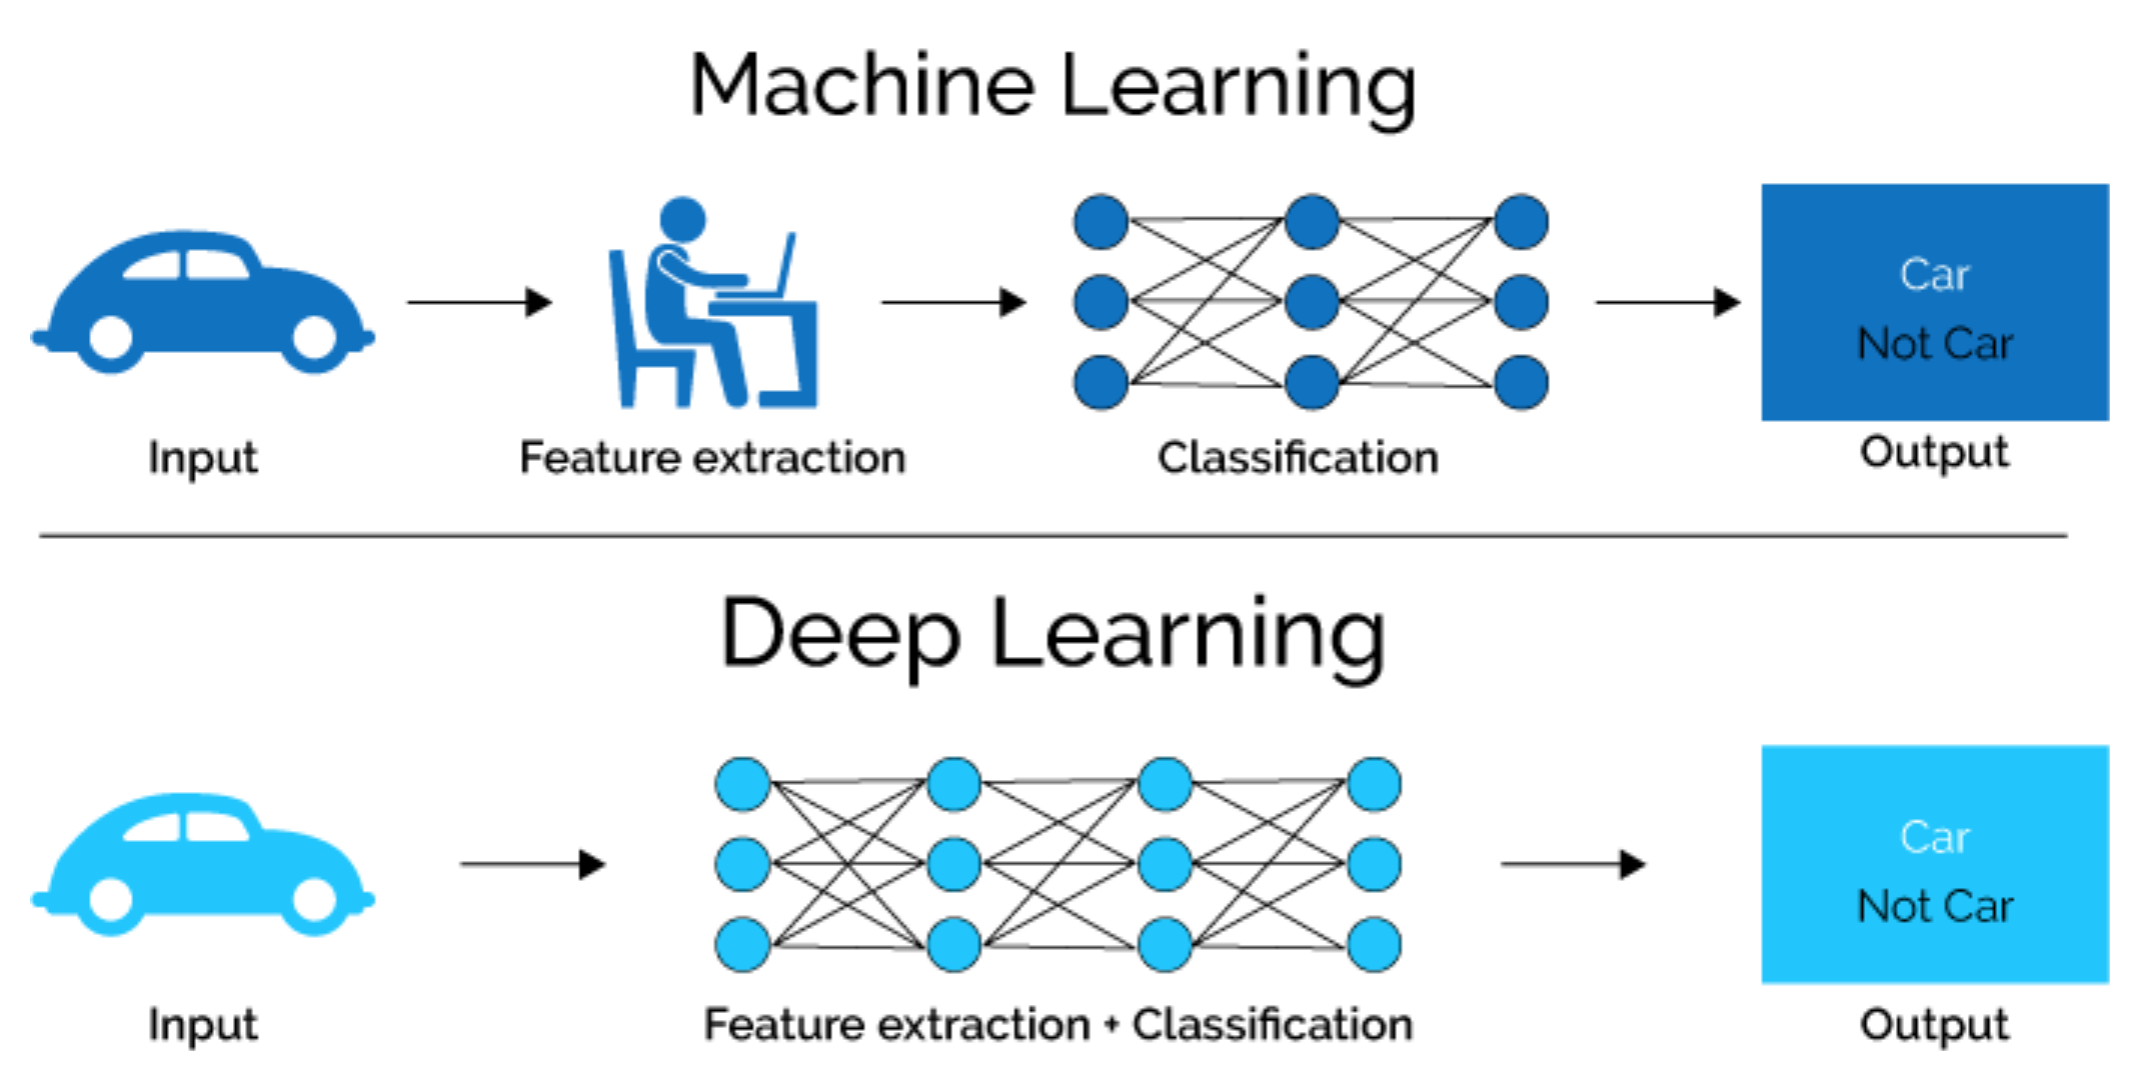 Machine Learning
Car
Not Car
Input
Feature extraction
Classification
Output
Deep Learning
Car
Not Car
Input
Feature extraction + Classification
Output